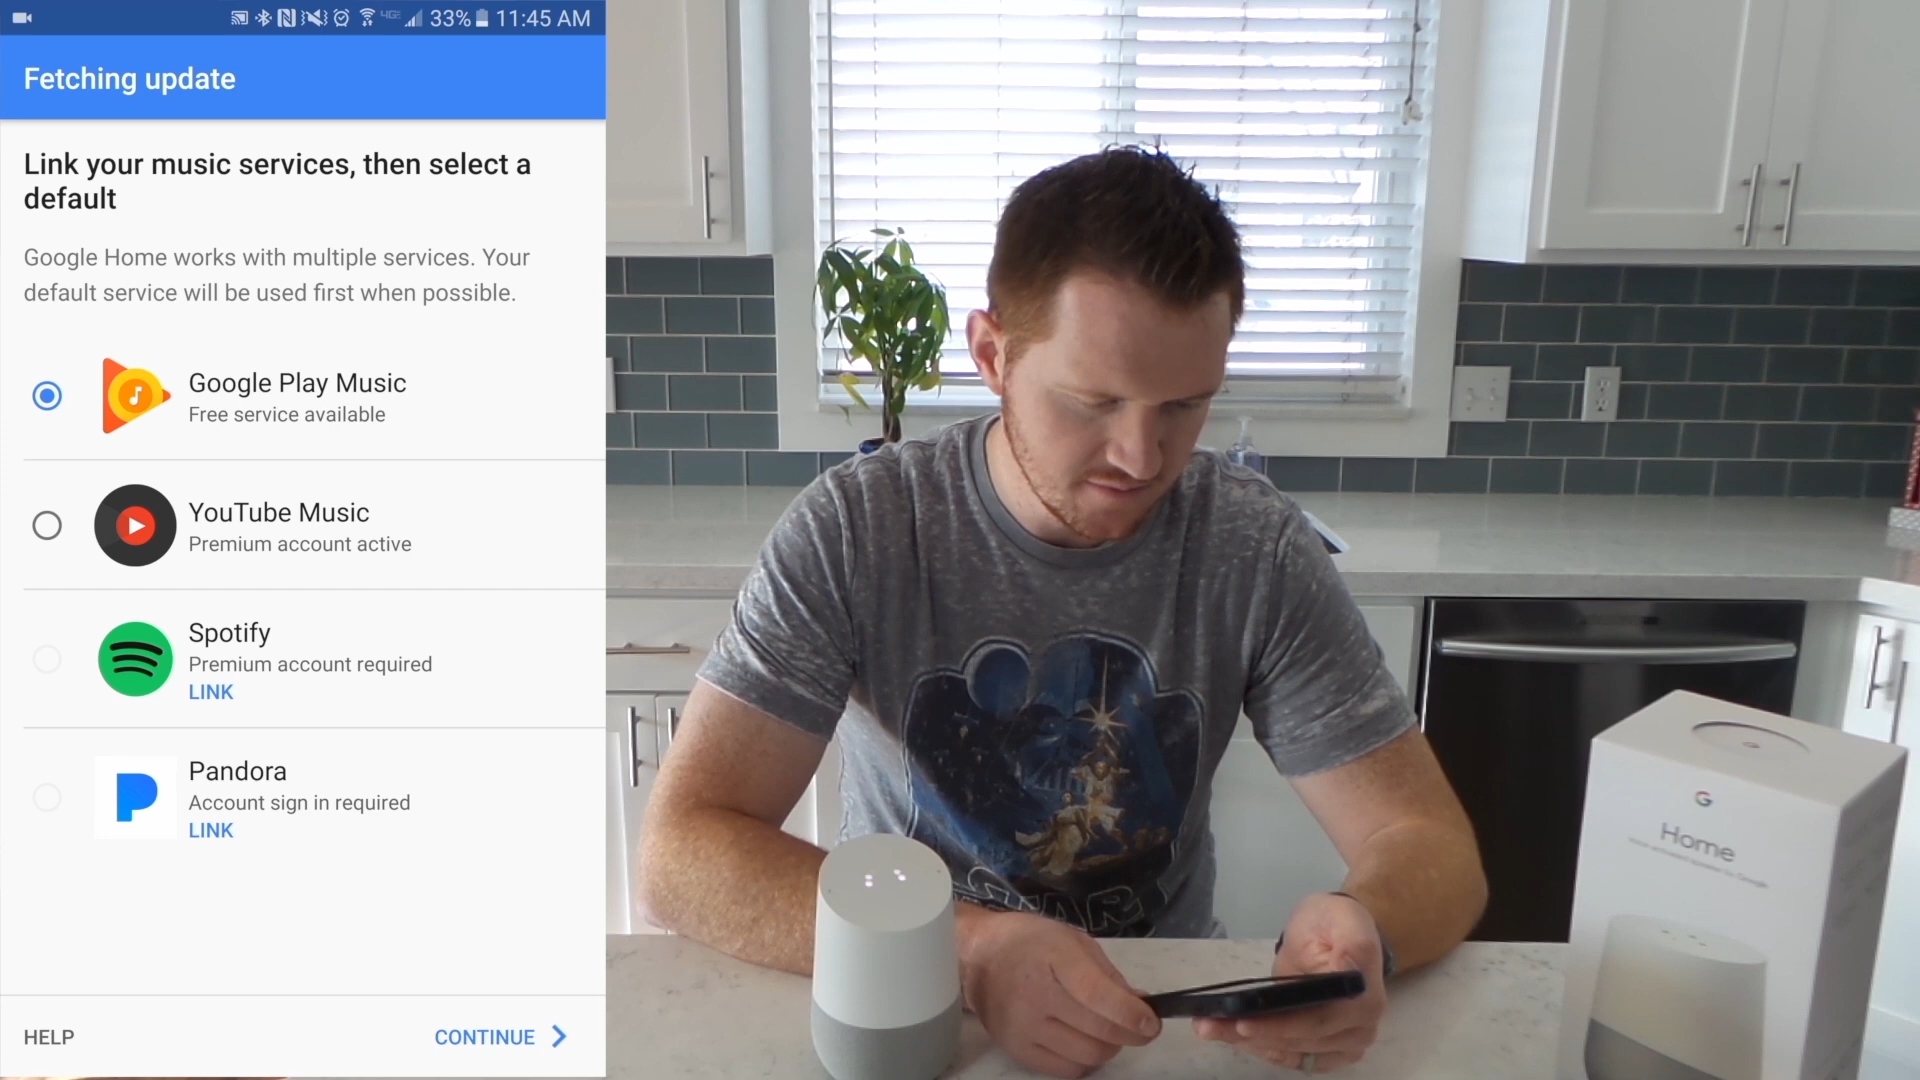 4G
33% 11:45 AM
Fetching update
Link your music services, then select a
default
Google Home works with multiple services. Your
default service will be used first when possible.
Google Play Music
Free service available
YouTube Music
Premium account active
Spotify
Premium account required
LINK
Pandora
Account sign in required
LINK
HELP
CONTINUE
STAR
G
Home